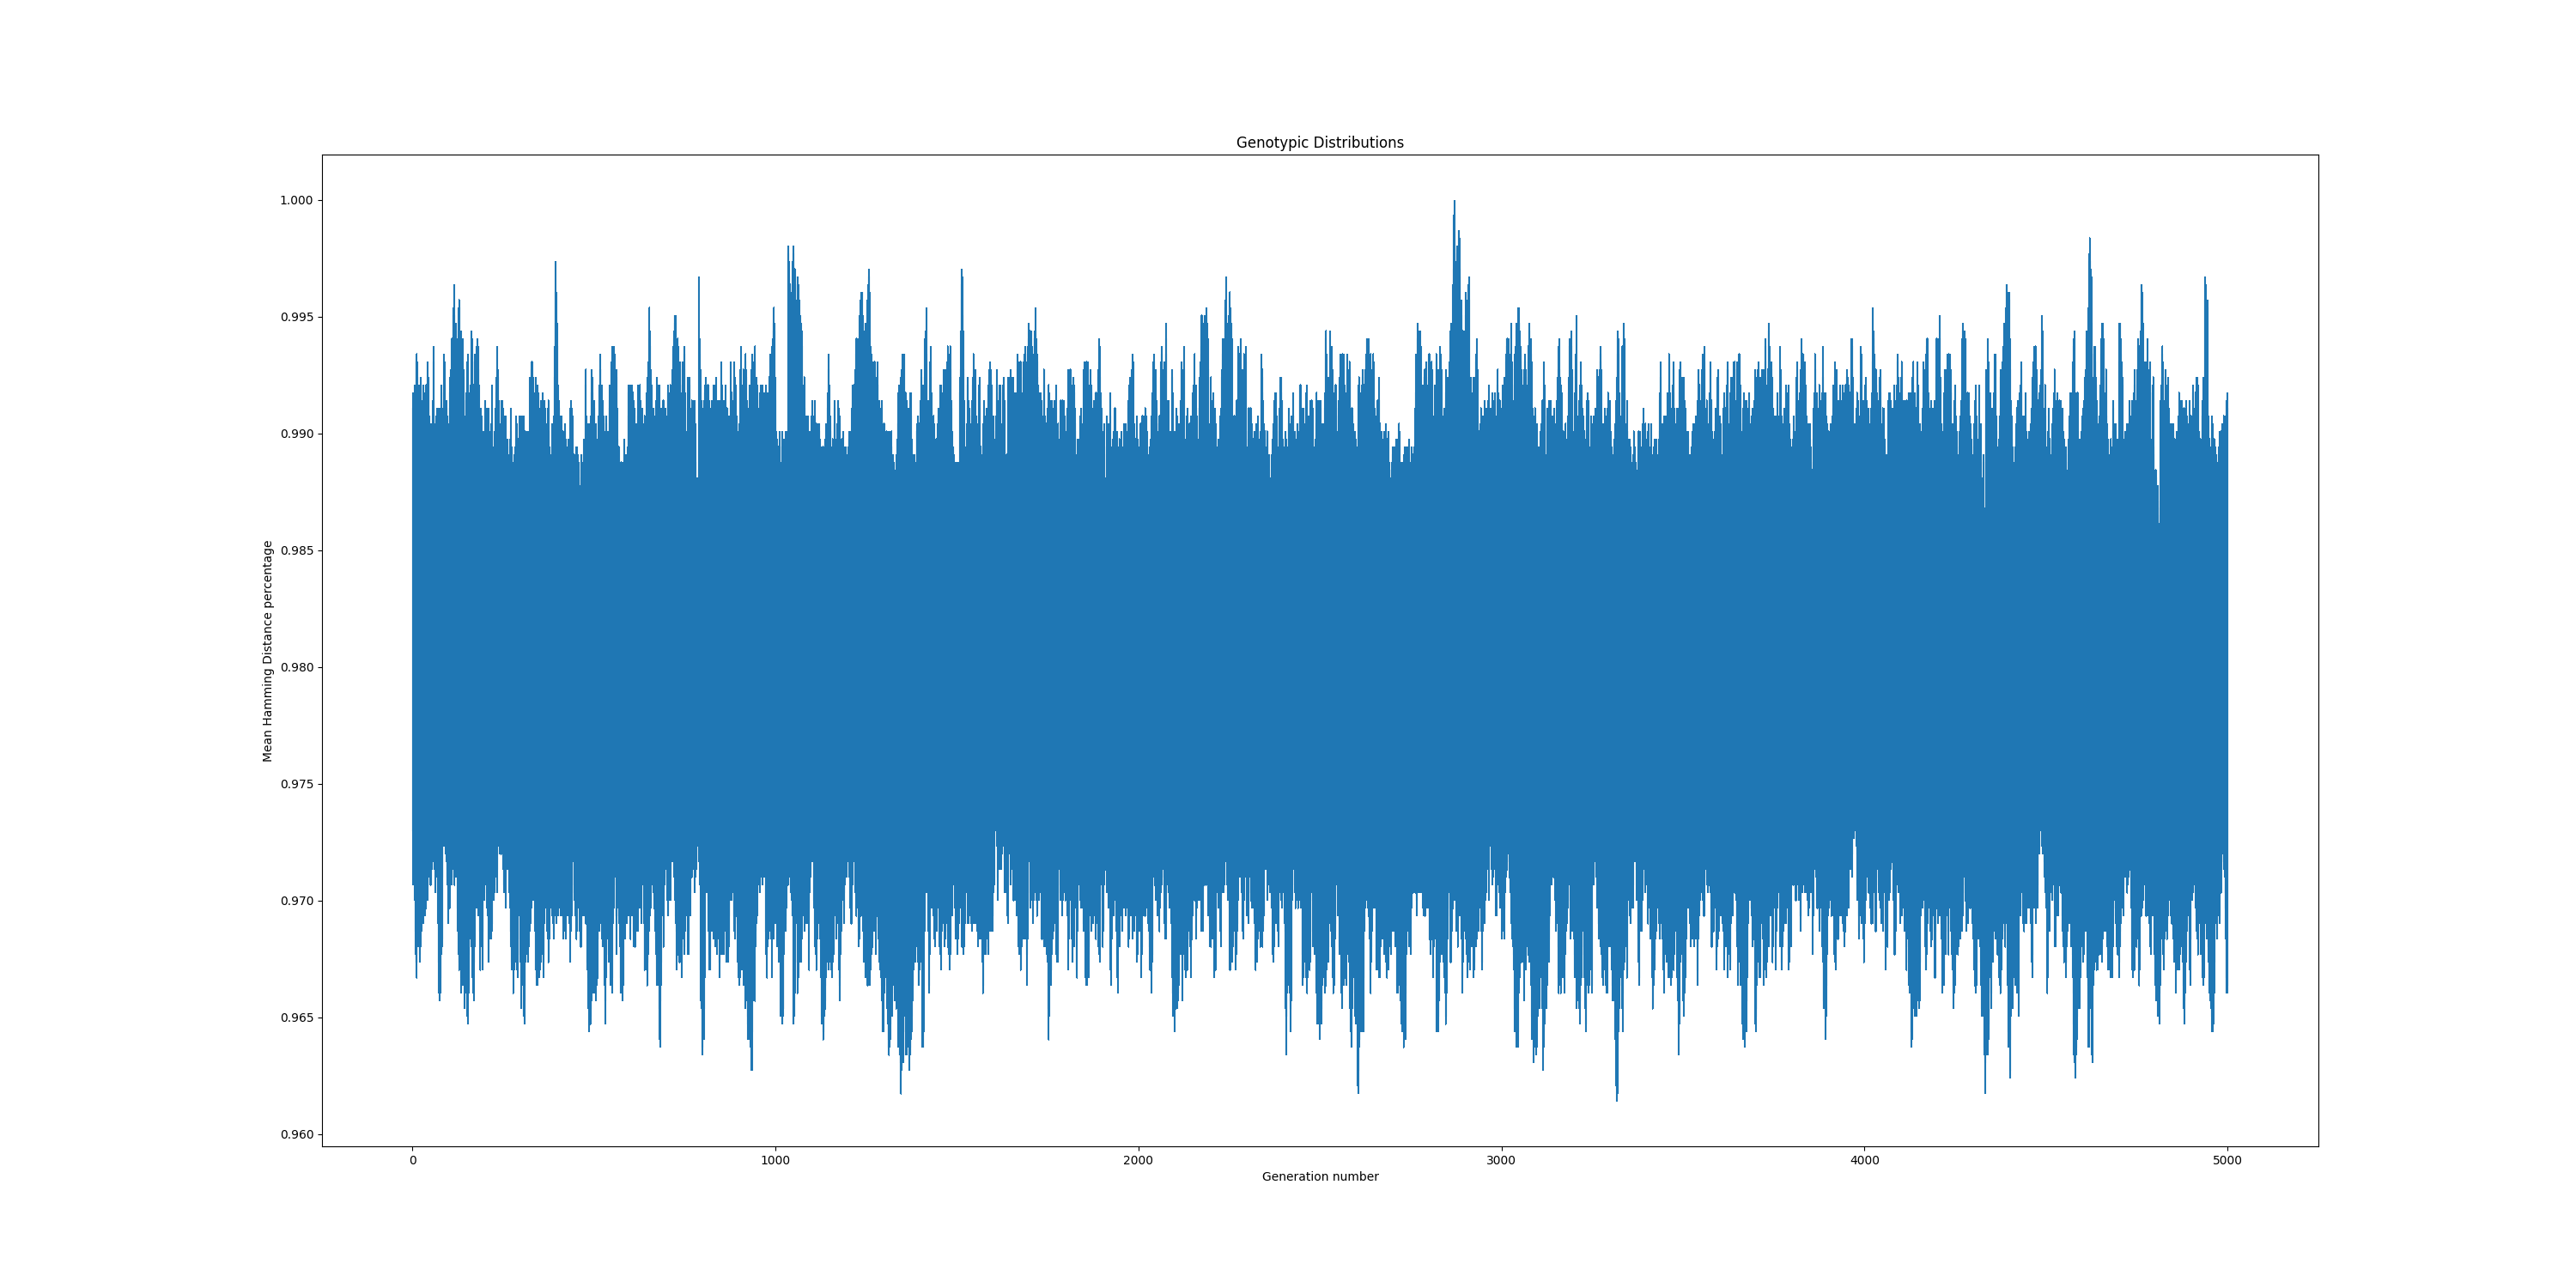 Genotypic Distributions
1.000
0.995
0.990
0.985
0.980
0.975
0.970
0.965
0.960
Mean Hamming Distance percentage
0 1000 2000 3000 4000 5000
Generation number